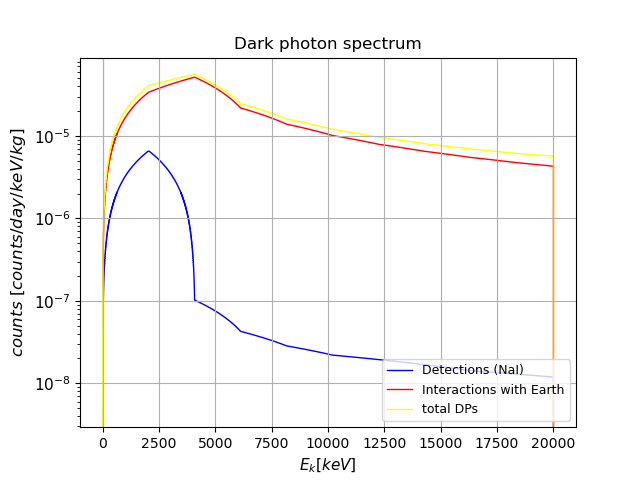 Dark photon spectrum
counts [counts/day/keV/kg]
10⁻⁵
10⁻⁶
10⁻⁷
10⁻⁸
Detections (NaI)
Interactions with Earth
total DPs
0 2500 5000 7500 10000 12500 15000 17500 20000
Eₖ[keV]